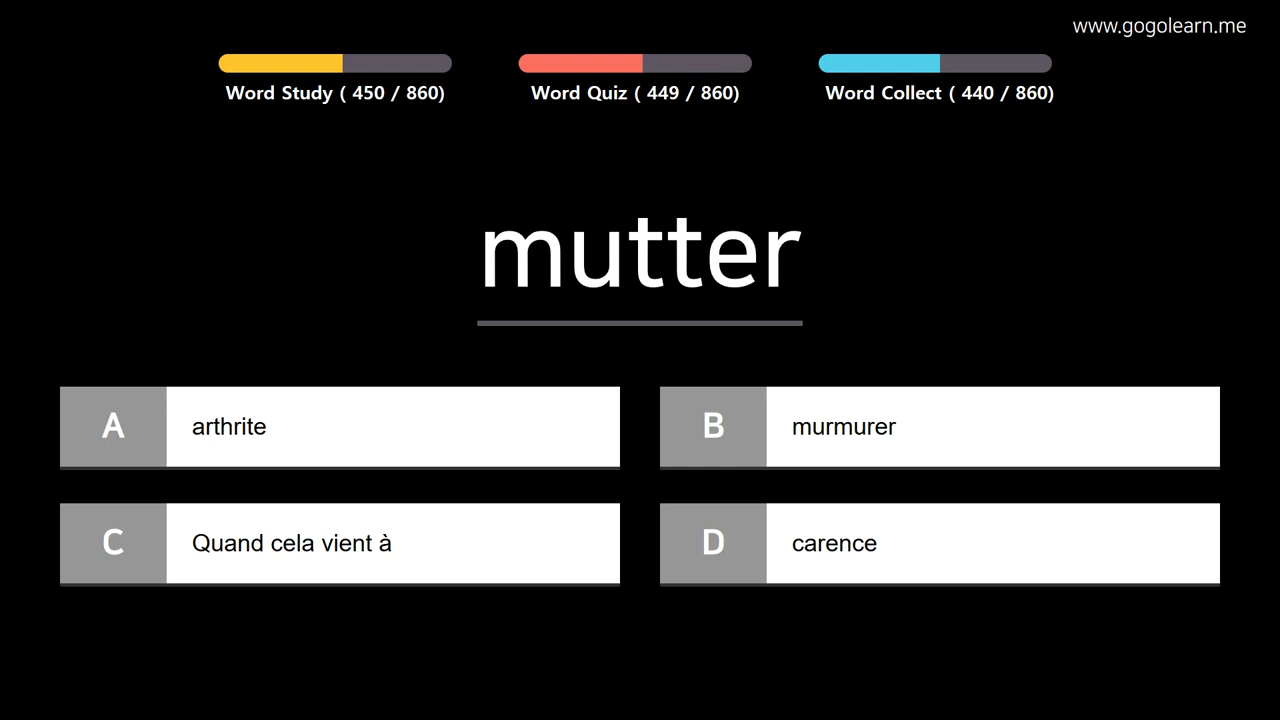 www.gogolearn.me
Word Study ( 450 / 860)
Word Quiz ( 449 / 860)
Word Collect ( 440 / 860)
mutter
A
arthrite
B
murmurer
C
Quand cela vient à
D
carence